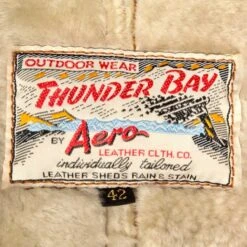 OUTDOOR WEAR
THUNDER BAY
BY Aero
LEATHER CLTH. CO.
individually tailored
LEATHER SHEDS RAIN & STAIN
42